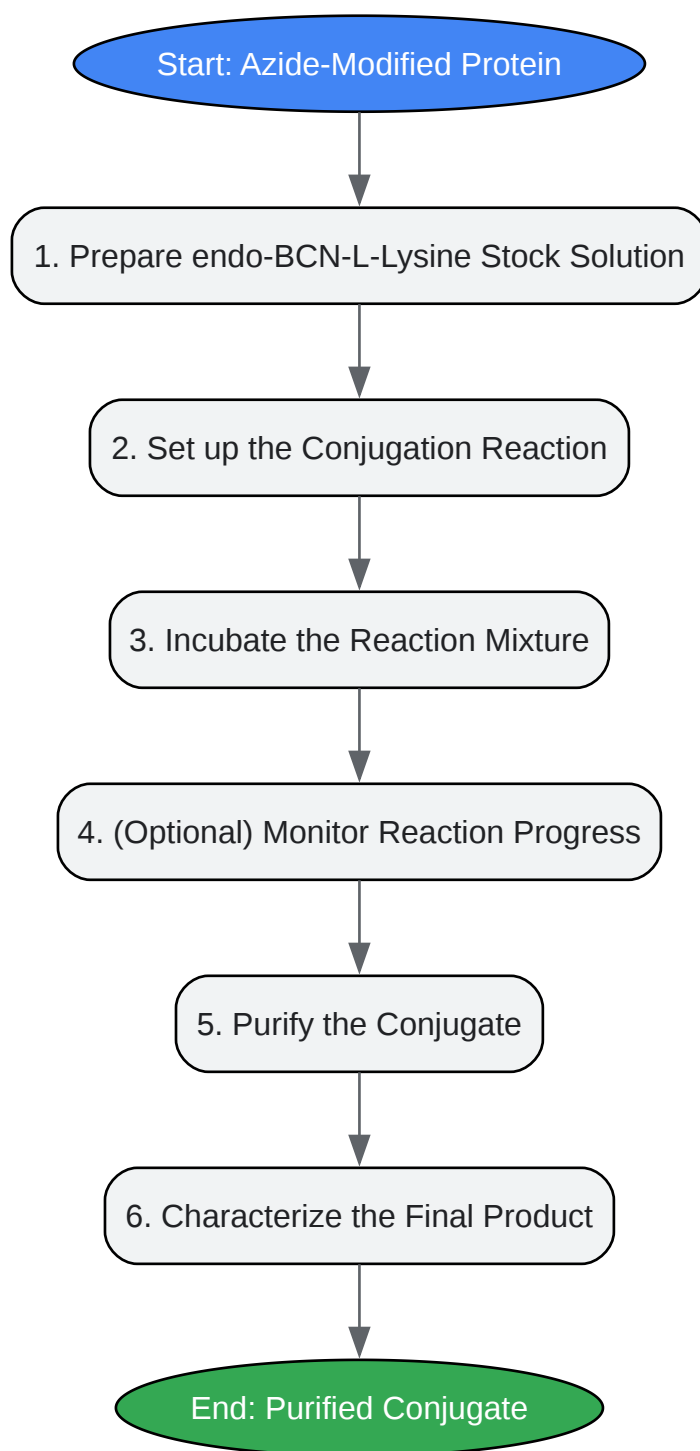 Start: Azide-Modified Protein
1. Prepare endo-BCN-L-Lysine Stock Solution
2. Set up the Conjugation Reaction
3. Incubate the Reaction Mixture
4. (Optional) Monitor Reaction Progress
5. Purify the Conjugate
6. Characterize the Final Product
End: Purified Conjugate